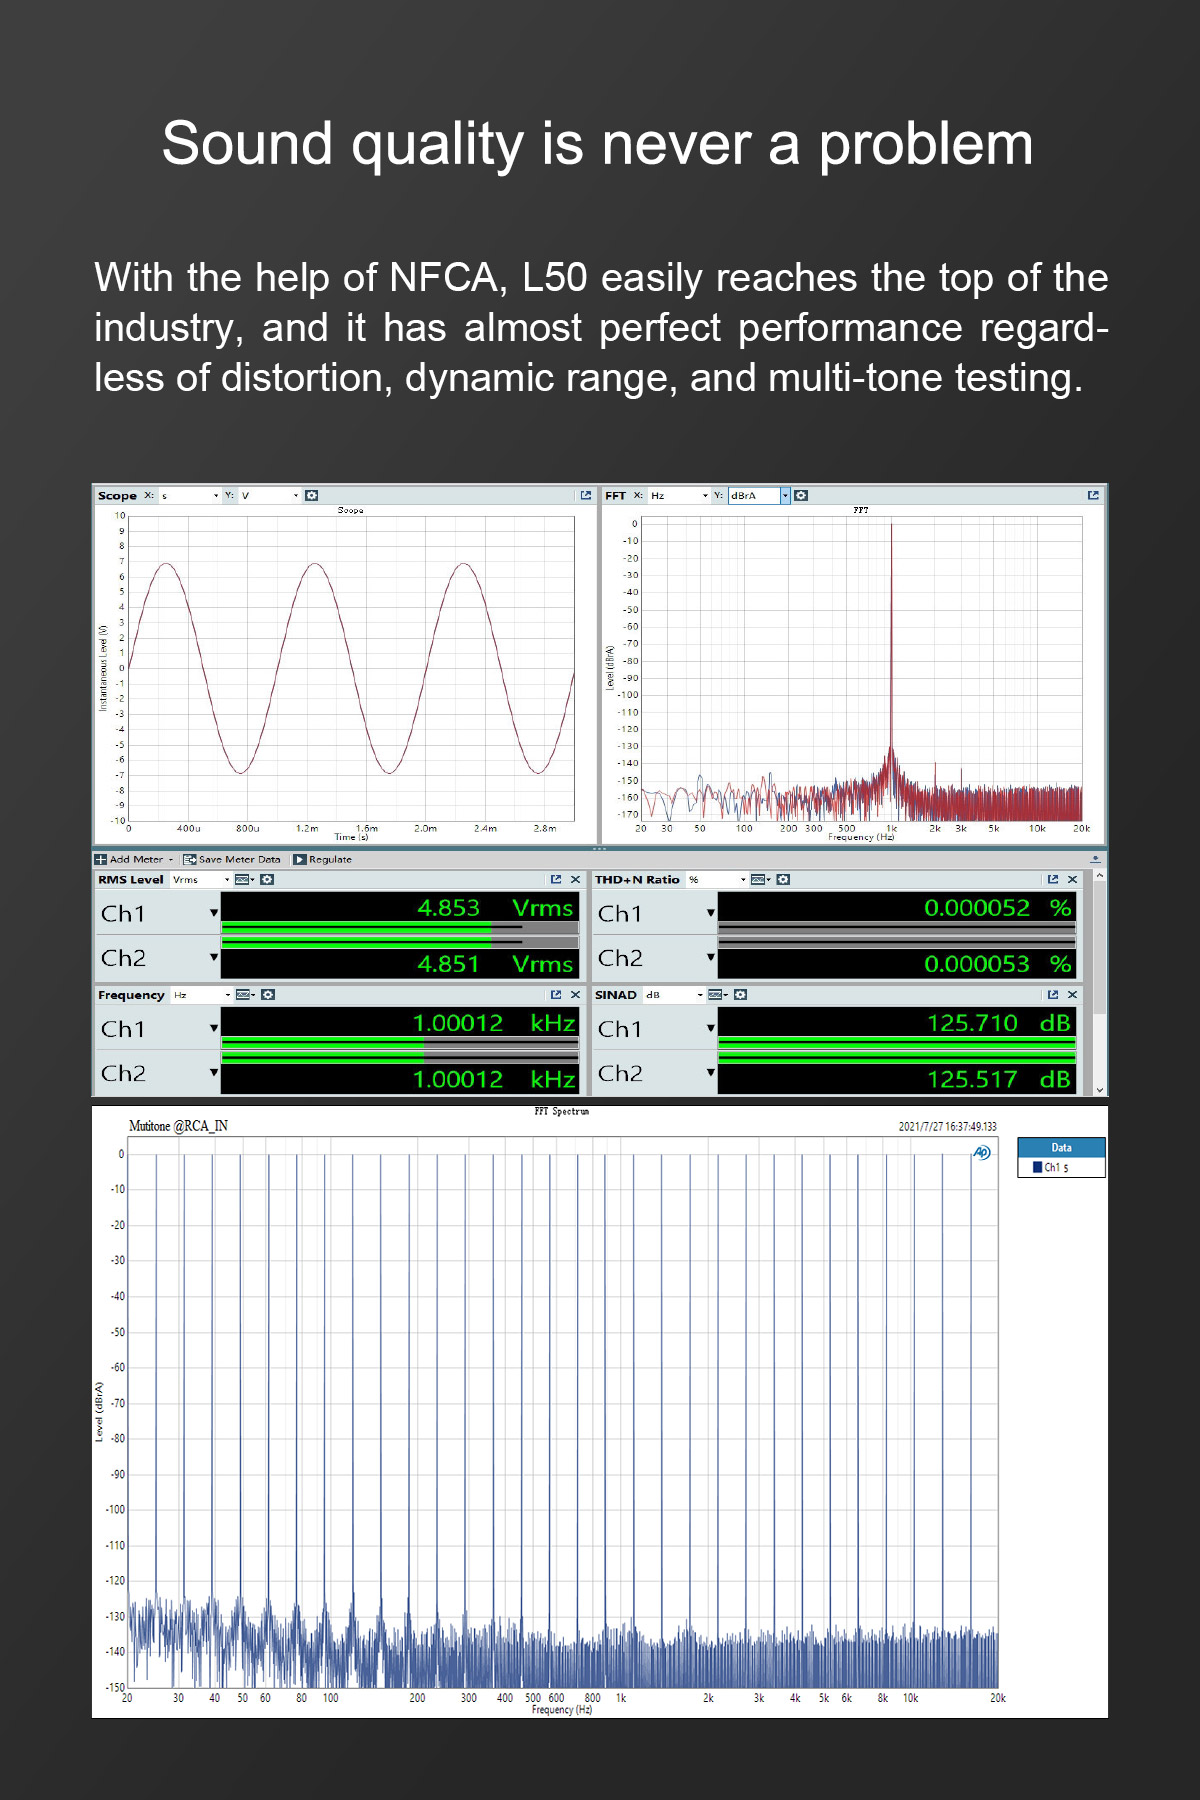 Sound quality is never a problem
With the help of NFCA, L50 easily reaches the top of the
industry, and it has almost perfect performance regard-
less of distortion, dynamic range, and multi-tone testing.
Scope X: s Y: V
FFT X: Hz Y: dBrA
Scope
10
9
8
7
6
5
4
3
2
1
0
-1
-2
-3
-4
-5
-6
-7
-8
-9
-10
Instantaneous Level (V)
0 400u 800u 1.2m 1.6m 2.0m 2.4m 2.8m
Time (s)
FFT
0
-10
-20
-30
-40
-50
-60
-70
-80
-90
-100
-110
-120
-130
-140
-150
-160
-170
Level (dBrA)
20 30 50 100 200 300 500 1k 2k 3k 5k 10k 20k
Frequency (Hz)
Add Meter Save Meter Data Regulate
RMS Level Vrms
Ch1 4.853 Vrms
Ch2 4.851 Vrms
THD+N Ratio %
Ch1 0.000052 %
Ch2 0.000053 %
Frequency Hz
Ch1 1.00012 kHz
Ch2 1.00012 kHz
SINAD dB
Ch1 125.710 dB
Ch2 125.517 dB
FFT Spectrum
Mutitone @RCA_IN
2021/7/27 16:37:49.133
AP
Data
Ch1 5
0
-10
-20
-30
-40
-50
-60
-70
-80
-90
-100
-110
-120
-130
-140
-150
Level (dBrA)
20 30 40 50 60 80 100 200 300 400 500 600 800 1k 2k 3k 4k 5k 6k 8k 10k 20k
Frequency (Hz)